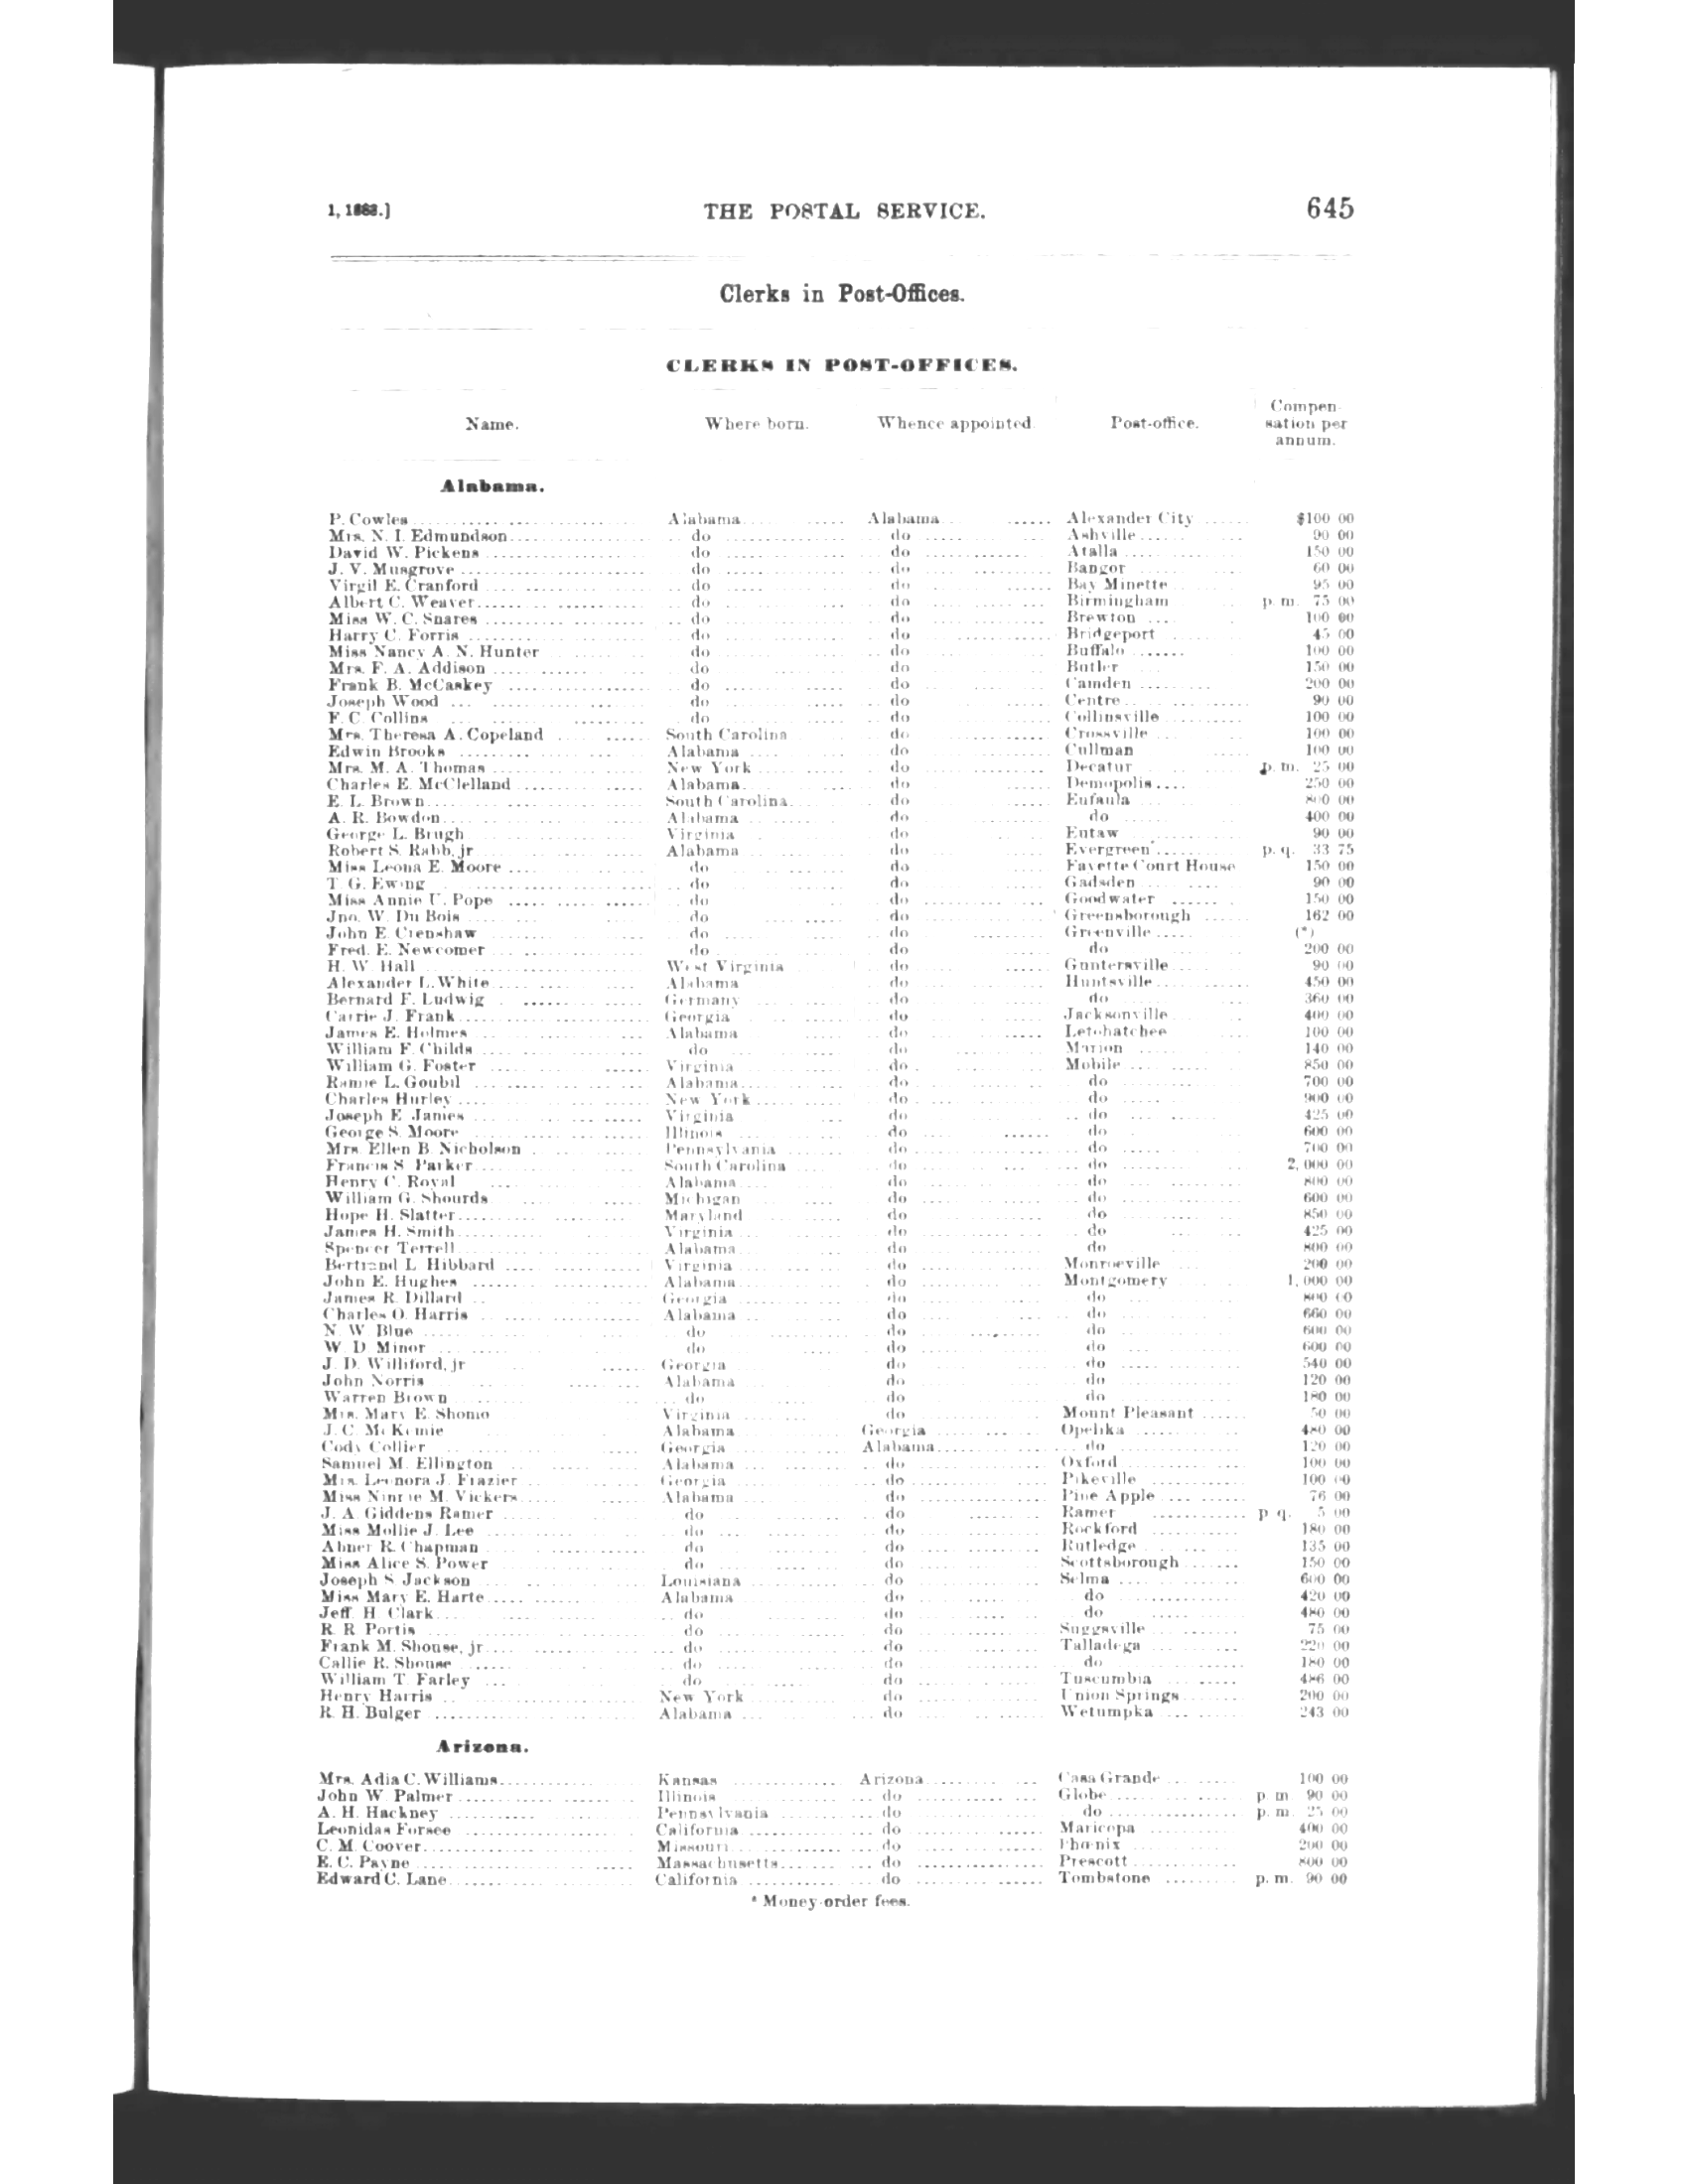 1, 1883.] THE POSTAL SERVICE. 645
Clerks in Post-Offices.
CLERKS IN POST-OFFICES.
Name. Where born. Whence appointed. Post-office. Compensation per annum.
Alabama.
P. Cowles Alabama Alabama Alexander City $100 00
Mrs. N. I. Edmundson do do Ashville 90 00
David W. Pickens do do Atalla 150 00
J. V. Musgrove do do Bangor 60 00
Virgil E. Cranford do do Bay Minette 95 00
Albert C. Weaver do do Birmingham p. m. 75 00
Miss W. C. Snares do do Brewton 100 00
Harry C. Forris do do Bridgeport 45 00
Miss Nancy A. N. Hunter do do Buffalo 100 00
Mrs. F. A. Addison do do Butler 150 00
Frank B. McCaskey do do Camden 200 00
Joseph Wood do do Centre 90 00
F. C. Collins do do Collinsville 100 00
Mrs. Theresa A. Copeland South Carolina do Crossville 100 00
Edwin Brooks Alabama do Cullman 100 00
Mrs. M. A. Thomas New York do Decatur p. m. 25 00
Charles E. McClelland Alabama do Demopolis 250 00
E. L. Brown South Carolina do Eufaula 800 00
A. R. Bowdon Alabama do do 400 00
George L. Brugh Virginia do Eutaw 90 00
Robert S. Rabb, jr Alabama do Evergreen p. q. 33 75
Miss Leona E. Moore do do Fayette Court House 150 00
T. G. Ewing do do Gadsden 90 00
Miss Annie U. Pope do do Goodwater 150 00
Jno. W. Du Bois do do Greensborough 162 00
John E. Crenshaw do do Greenville (*)
Fred. E. Newcomer do do do 200 00
H. W. Hall West Virginia do Guntersville 90 00
Alexander L. White Alabama do Huntsville 450 00
Bernard F. Ludwig Germany do do 360 00
Carrie J. Frank Georgia do Jacksonville 400 00
James E. Holmes Alabama do Letohatchee 100 00
William F. Childs do do Marion 140 00
William G. Foster Virginia do Mobile 850 00
Ranie L. Goubil Alabama do do 700 00
Charles Hurley New York do do 900 00
Joseph E. James Virginia do do 425 00
George S. Moore Illinois do do 600 00
Mrs. Ellen B. Nicholson Pennsylvania do do 700 00
Francis S. Parker South Carolina do do 2,000 00
Henry C. Royal Alabama do do 800 00
William G. Shourds Michigan do do 600 00
Hope H. Slatter Maryland do do 850 00
James H. Smith Virginia do do 425 00
Spencer Terrell Alabama do do 800 00
Bertrand L. Hibbard Virginia do Monroeville 200 00
John E. Hughes Alabama do Montgomery 1,000 00
James R. Dillard Georgia do do 800 00
Charles O. Harris Alabama do do 660 00
N. W. Blue do do do 600 00
W. D. Minor do do do 600 00
J. D. Williford, jr Georgia do do 540 00
John Norris Alabama do do 120 00
Warren Brown do do do 180 00
Mrs. Mary E. Shomo Virginia do Mount Pleasant 50 00
J. C. McKemie Alabama Georgia Opelika 480 00
Cody Collier Georgia Alabama do 120 00
Samuel M. Ellington Alabama do Oxford 100 00
Mrs. Leonora J. Frazier Georgia do Pikeville 100 00
Miss Ninnie M. Vickers Alabama do Pine Apple 76 00
J. A. Giddens Ramer do do Ramer p. q. 5 00
Miss Mollie J. Lee do do Rockford 180 00
Abner R. Chapman do do Rutledge 135 00
Miss Alice S. Power do do Scottsborough 150 00
Joseph S. Jackson Louisiana do Selma 600 00
Miss Mary E. Harte Alabama do do 420 00
Jeff. H. Clark do do do 480 00
R. R. Portis do do Suggsville 75 00
Frank M. Shouse, jr do do Talladega 220 00
Callie R. Shouse do do do 180 00
William T. Farley do do Tuscumbia 486 00
Henry Harris New York do Union Springs 200 00
R. H. Bulger Alabama do Wetumpka 243 00
Arizona.
Mrs. Adia C. Williams Kansas Arizona Casa Grande 100 00
John W. Palmer Illinois do Globe p. m. 90 00
A. H. Hackney Pennsylvania do do p. m. 25 00
Leonidas Forsee California do Maricopa 400 00
C. M. Coover Missouri do Phœnix 200 00
E. C. Payne Massachusetts do Prescott 800 00
Edward C. Lane California do Tombstone p. m. 90 00
* Money-order fees.